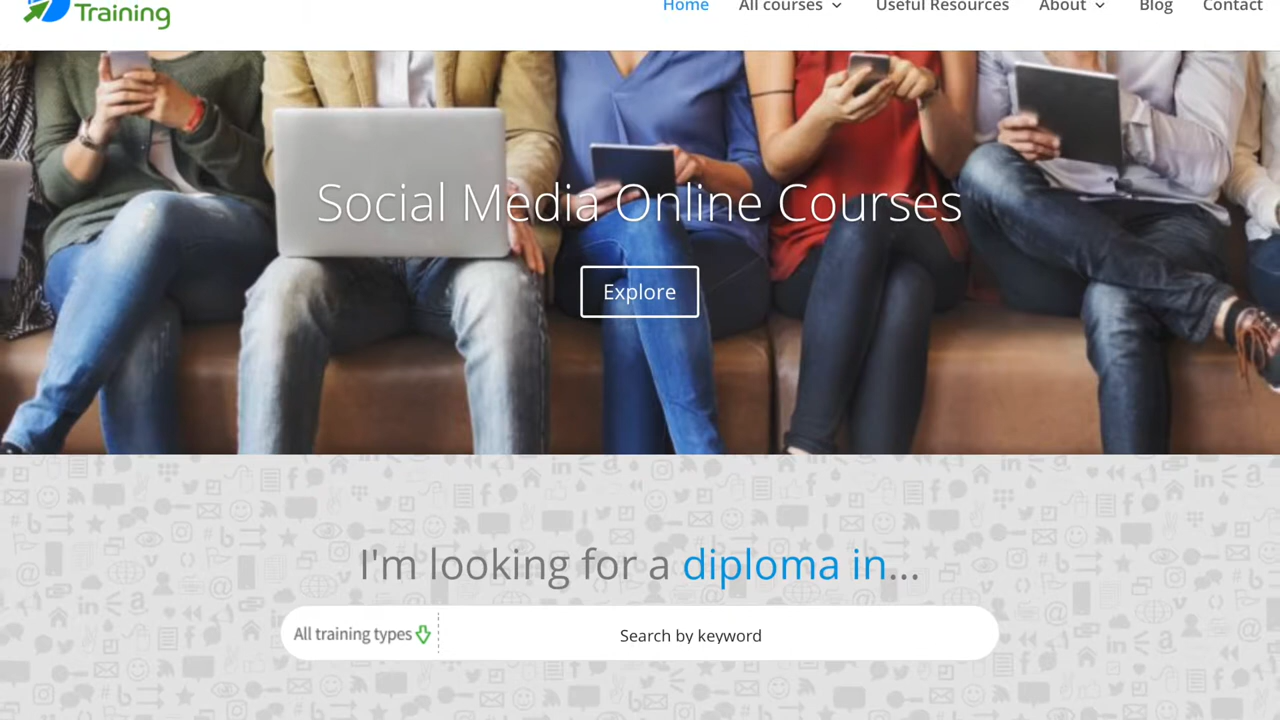 Training
Home All courses Useful Resources About Blog Contact
Social Media Online Courses
Explore
I'm looking for a diploma in...
All training types Search by keyword